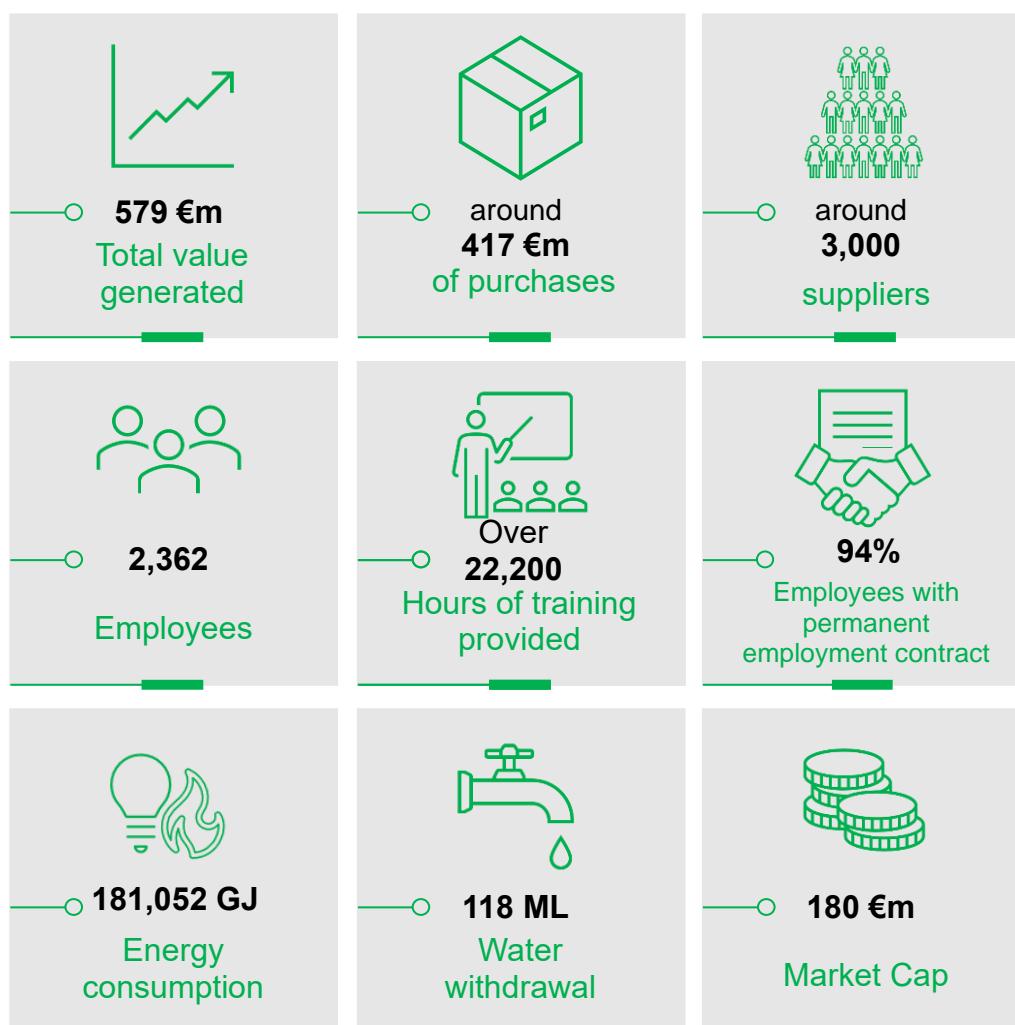 579 €m
Total value
generated
around
417 €m
of purchases
around
3,000
suppliers
2,362
Employees
Over
22,200
Hours of training
provided
94%
Employees with
permanent
employment contract
181,052 GJ
Energy
consumption
118 ML
Water
withdrawal
180 €m
Market Cap